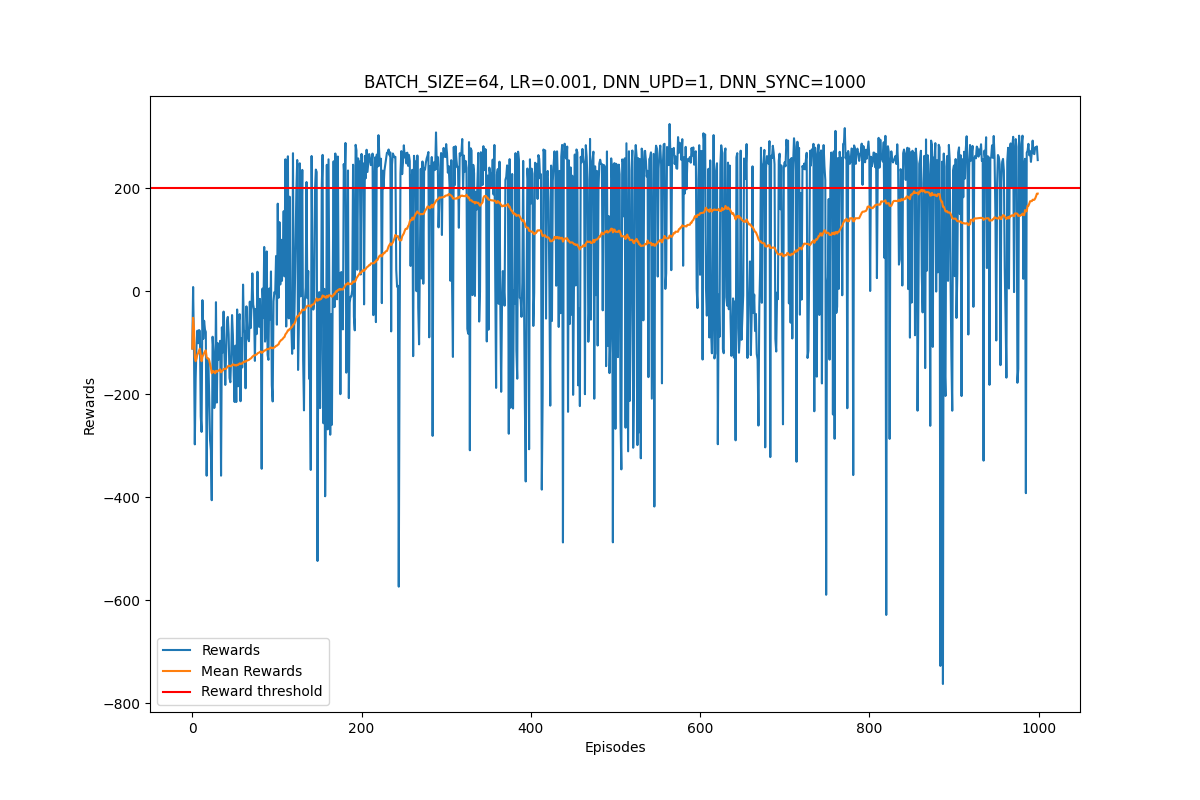 BATCH_SIZE=64, LR=0.001, DNN_UPD=1, DNN_SYNC=1000
Rewards
200
0
−200
−400
−600
−800
Rewards
Mean Rewards
Reward threshold
0
200
400
600
800
1000
Episodes